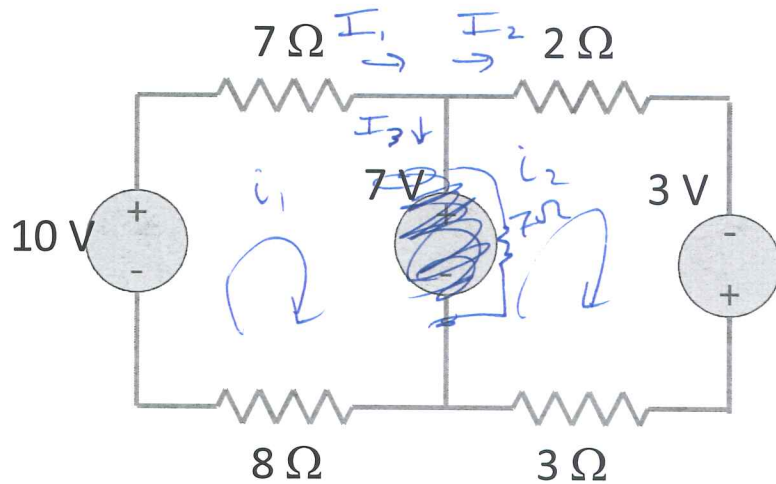 I₁ I₂
7 Ω 2 Ω
I₃
i₁ 7 V i₂ 3 V
10 V + - + - 7Ω - +
8 Ω 3 Ω